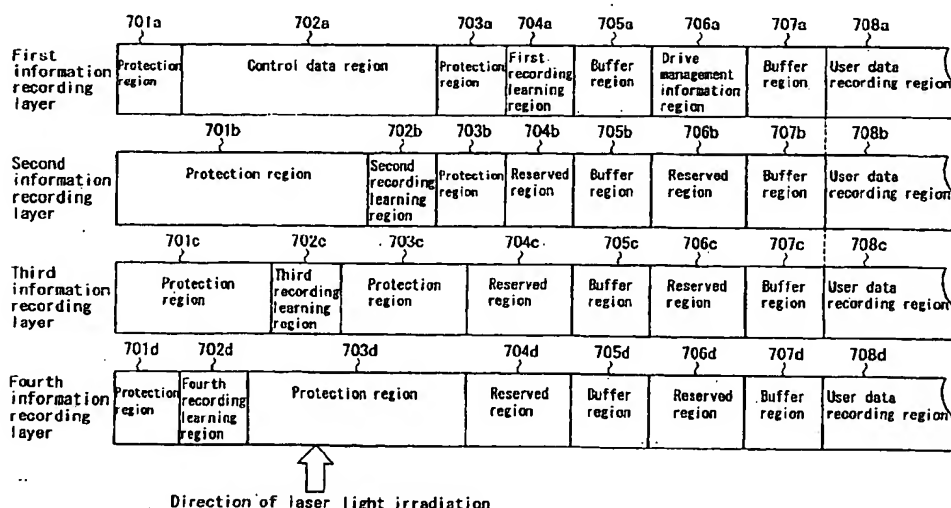 701a 702a 703a 704a 705a 706a 707a 708a
First information recording layer
Protection region
Control data region
Protection region
First recording learning region
Buffer region
Drive management information region
Buffer region
User data recording region
701b 702b 703b 704b 705b 706b 707b 708b
Second information recording layer
Protection region
Second recording learning region
Protection region
Reserved region
Buffer region
Reserved region
Buffer region
User data recording region
701c 702c 703c 704c 705c 706c 707c 708c
Third information recording layer
Protection region
Third recording learning region
Protection region
Reserved region
Buffer region
Reserved region
Buffer region
User data recording region
701d 702d 703d 704d 705d 706d 707d 708d
Fourth information recording layer
Protection region
Fourth recording learning region
Protection region
Reserved region
Buffer region
Reserved region
Buffer region
User data recording region
Direction of laser light irradiation